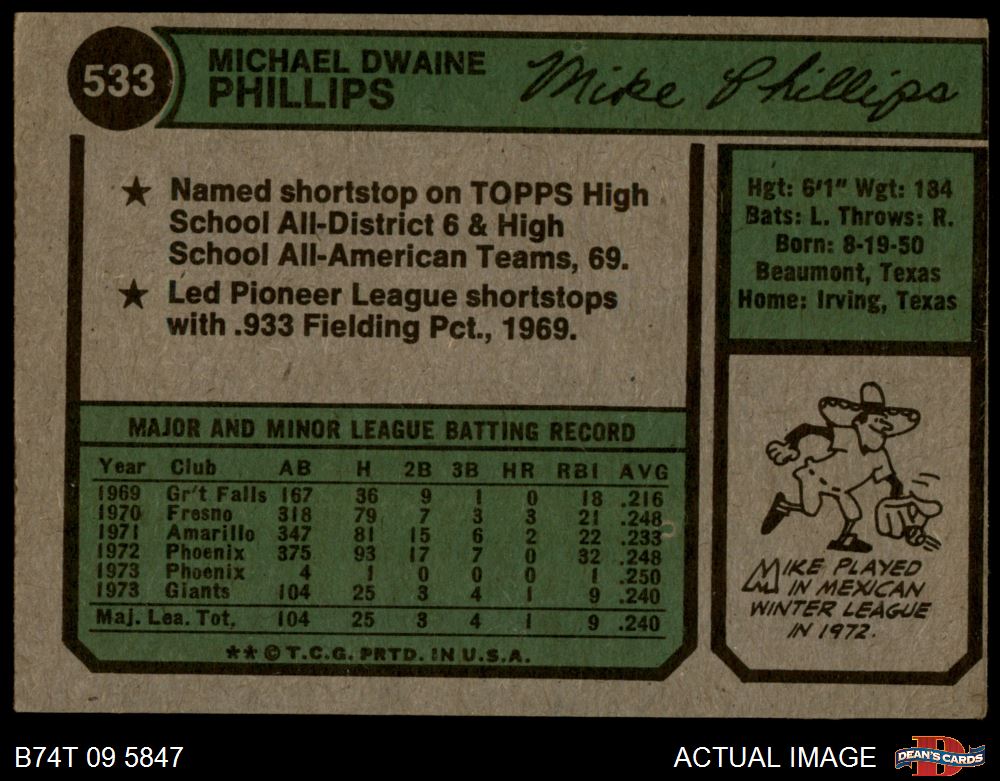 533
MICHAEL DWAINE
PHILLIPS
Mike Phillips
★ Named shortstop on TOPPS High
School All-District 6 & High
School All-American Teams, 69.
★ Led Pioneer League shortstops
with .933 Fielding Pct., 1969.
Hgt: 6'1" Wgt: 184
Bats: L. Throws: R.
Born: 8-19-50
Beaumont, Texas
Home: Irving, Texas
MAJOR AND MINOR LEAGUE BATTING RECORD
Year Club AB H 2B 3B HR RBI AVG
1969 Gr't Falls 167 36 9 1 0 18 .216
1970 Fresno 318 79 7 3 3 21 .248
1971 Amarillo 347 81 15 6 2 22 .233
1972 Phoenix 375 93 17 7 0 32 .248
1973 Phoenix 4 1 0 0 0 1 .250
1973 Giants 104 25 3 4 1 9 .240
Maj. Lea. Tot. 104 25 3 4 1 9 .240
★★ © T.C.G. PRTD. IN U.S.A.
MIKE PLAYED
IN MEXICAN
WINTER LEAGUE
IN 1972.
B74T 09 5847
ACTUAL IMAGE
D
DEAN'S CARDS